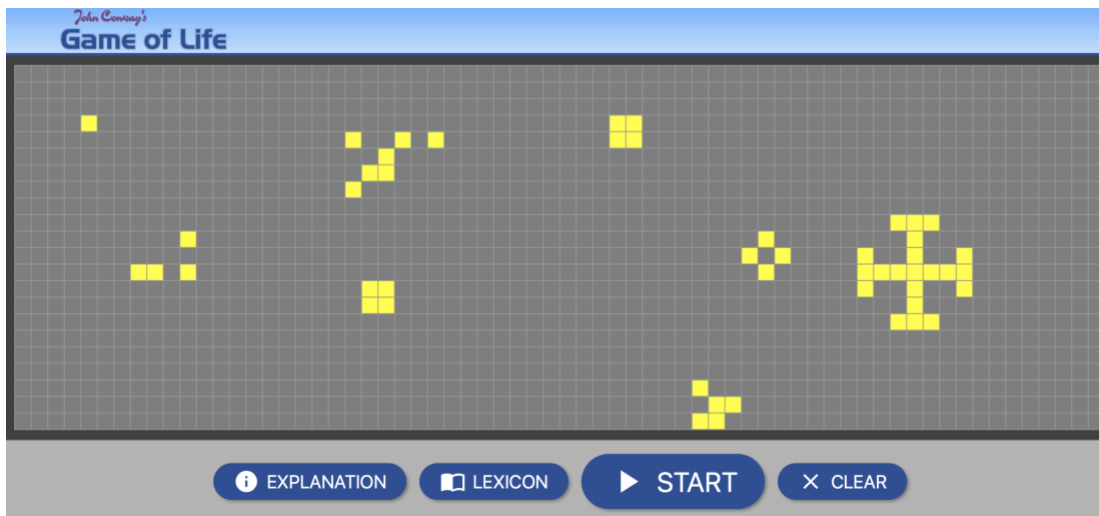 John Conway's
Game of Life
EXPLANATION
LEXICON
START
CLEAR